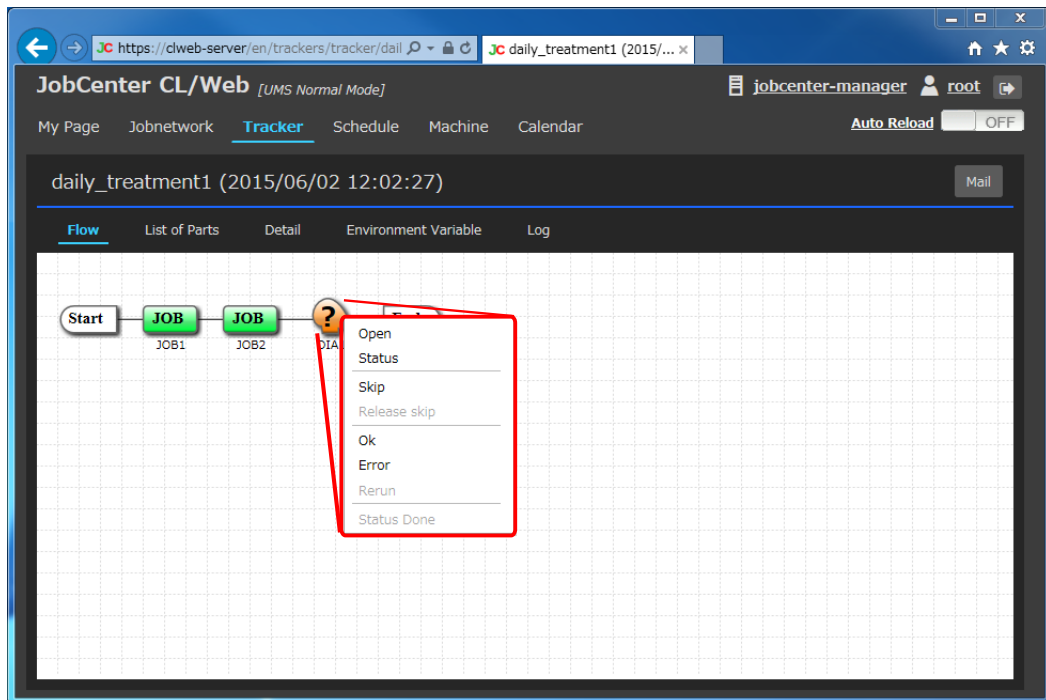 https://clweb-server/en/trackers/tracker/dail
JC daily_treatment1 (2015/...
JobCenter CL/Web [UMS Normal Mode]
jobcenter-manager root
My Page Jobnetwork Tracker Schedule Machine Calendar
Auto Reload OFF
daily_treatment1 (2015/06/02 12:02:27)
Mail
Flow List of Parts Detail Environment Variable Log
Start JOB JOB ?
JOB1 JOB2
Open
Status
Skip
Release skip
Ok
Error
Rerun
Status Done